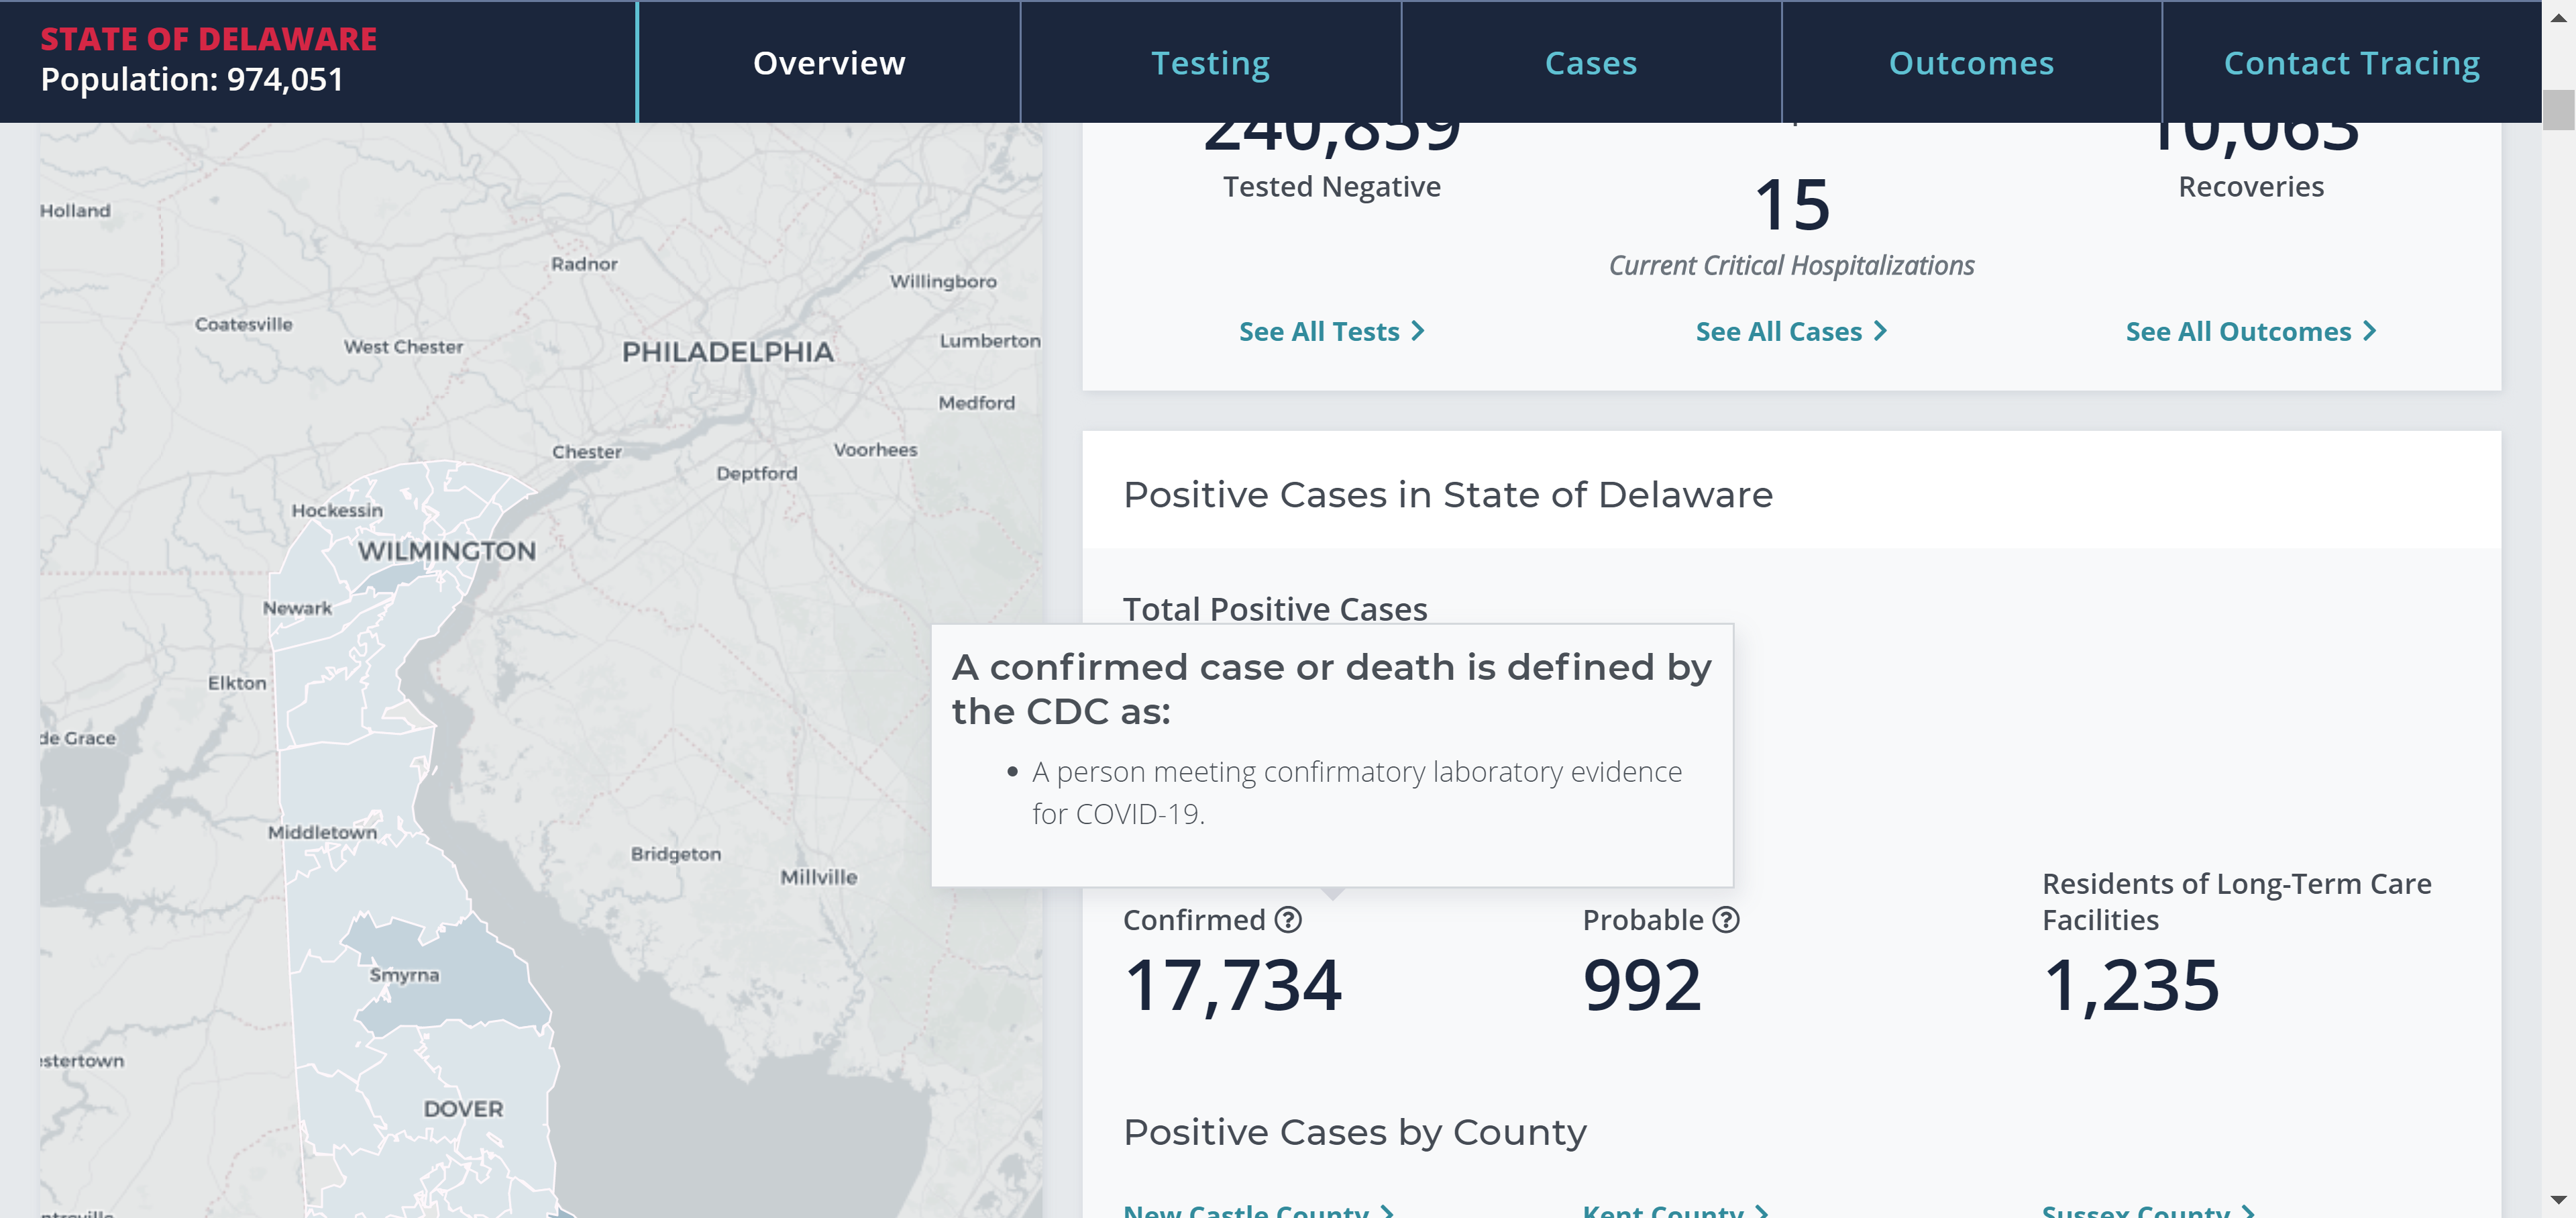 STATE OF DELAWARE
Population: 974,051
Overview
Testing
Cases
Outcomes
Contact Tracing
Holland
Radnor
Willingboro
Coatesville
West Chester
PHILADELPHIA
Lumberton
Medford
Chester
Voorhees
Deptford
Hockessin
WILMINGTON
Newark
Elkton
de Grace
Middletown
Bridgeton
Millville
Smyrna
estertown
DOVER
240,859
Tested Negative
15
Current Critical Hospitalizations
10,063
Recoveries
See All Tests
See All Cases
See All Outcomes
Positive Cases in State of Delaware
Total Positive Cases
A confirmed case or death is defined by
the CDC as:
• A person meeting confirmatory laboratory evidence
for COVID-19.
Confirmed ?
17,734
Probable ?
992
Residents of Long-Term Care
Facilities
1,235
Positive Cases by County
New Castle County
Kent County
Sussex County